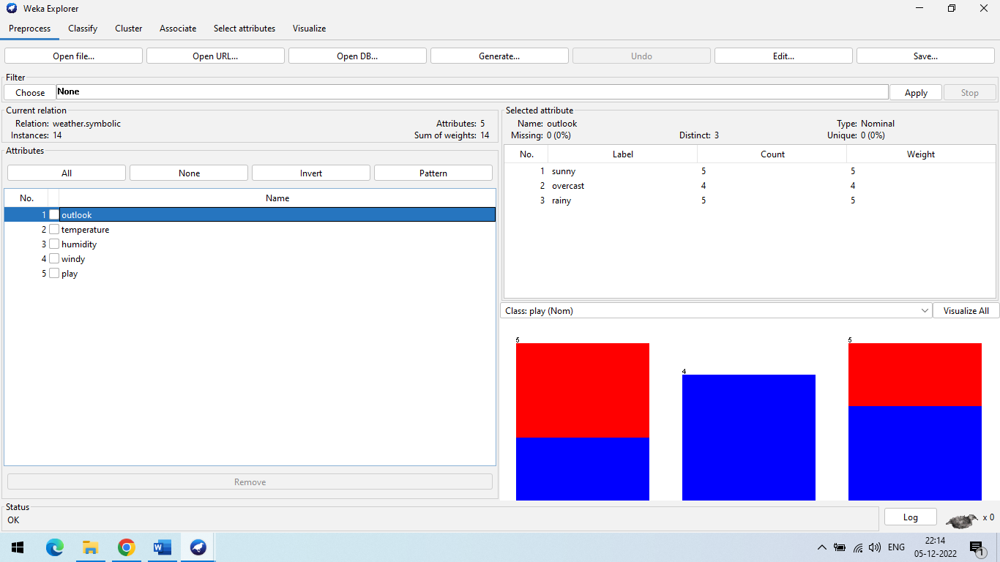 Weka Explorer
Preprocess Classify Cluster Associate Select attributes Visualize
Open file... Open URL... Open DB... Generate... Undo Edit... Save...
Filter
Choose None Apply Stop
Current relation
Relation: weather.symbolic Attributes: 5
Instances: 14 Sum of weights: 14
Attributes
All None Invert Pattern
No. Name
1 outlook
2 temperature
3 humidity
4 windy
5 play
Remove
Selected attribute
Name: outlook Type: Nominal
Missing: 0 (0%) Distinct: 3 Unique: 0 (0%)
No. Label Count Weight
1 sunny 5 5
2 overcast 4 4
3 rainy 5 5
Class: play (Nom) Visualize All
5 5
4
Status
OK
Log x 0
W ENG 22:14
05-12-2022
1